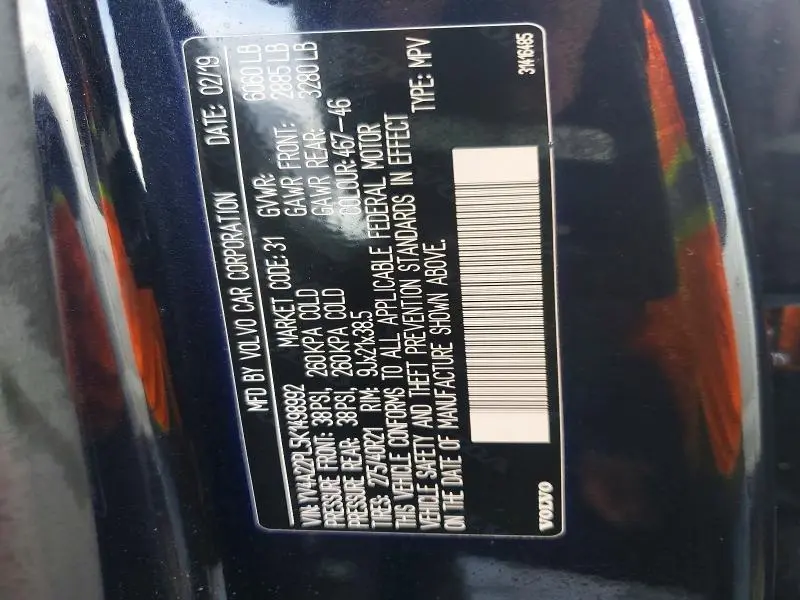 MFD BY VOLVO CAR CORPORATION DATE: 02/19
VIN: YV4A22PL5K1498992 MARKET CODE: 31 GVWR: 6060 LB
PRESSURE FRONT: 38PSI, 260KPA COLD GAWR FRONT: 2885 LB
PRESSURE REAR: 38PSI, 260KPA COLD GAWR REAR: 3280 LB
TIRES: 275/40R21 RIM: 9Jx21x38.5 COLOUR: 467-46
THIS VEHICLE CONFORMS TO ALL APPLICABLE FEDERAL MOTOR
VEHICLE SAFETY AND THEFT PREVENTION STANDARDS IN EFFECT
ON THE DATE OF MANUFACTURE SHOWN ABOVE. TYPE: MPV
VOLVO 31416485